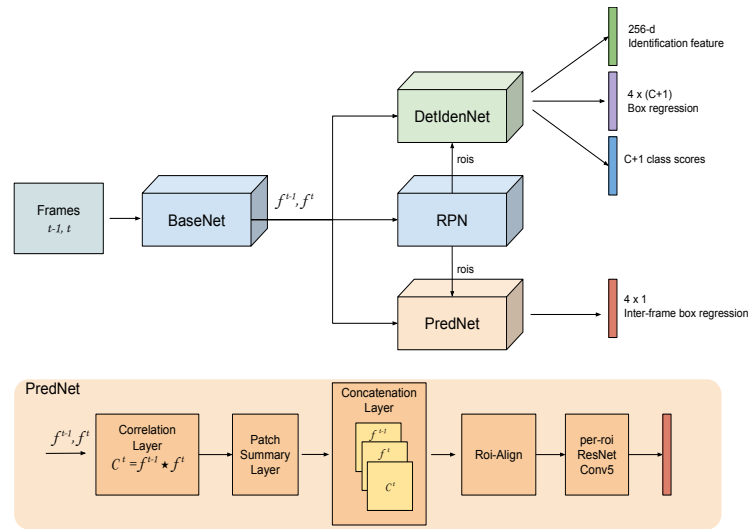 256-d
Identification feature
DetIdenNet
4 x (C+1)
Box regression
C+1 class scores
rois
Frames
t-1, t
BaseNet
f^{t-1}, f^t
RPN
rois
PredNet
4 x 1
Inter-frame box regression
PredNet
f^{t-1}, f^t
Correlation
Layer
C^t = f^{t-1} ★ f^t
Patch
Summary
Layer
Concatenation
Layer
f^{t-1}
f^t
C^t
Roi-Align
per-roi
ResNet
Conv5